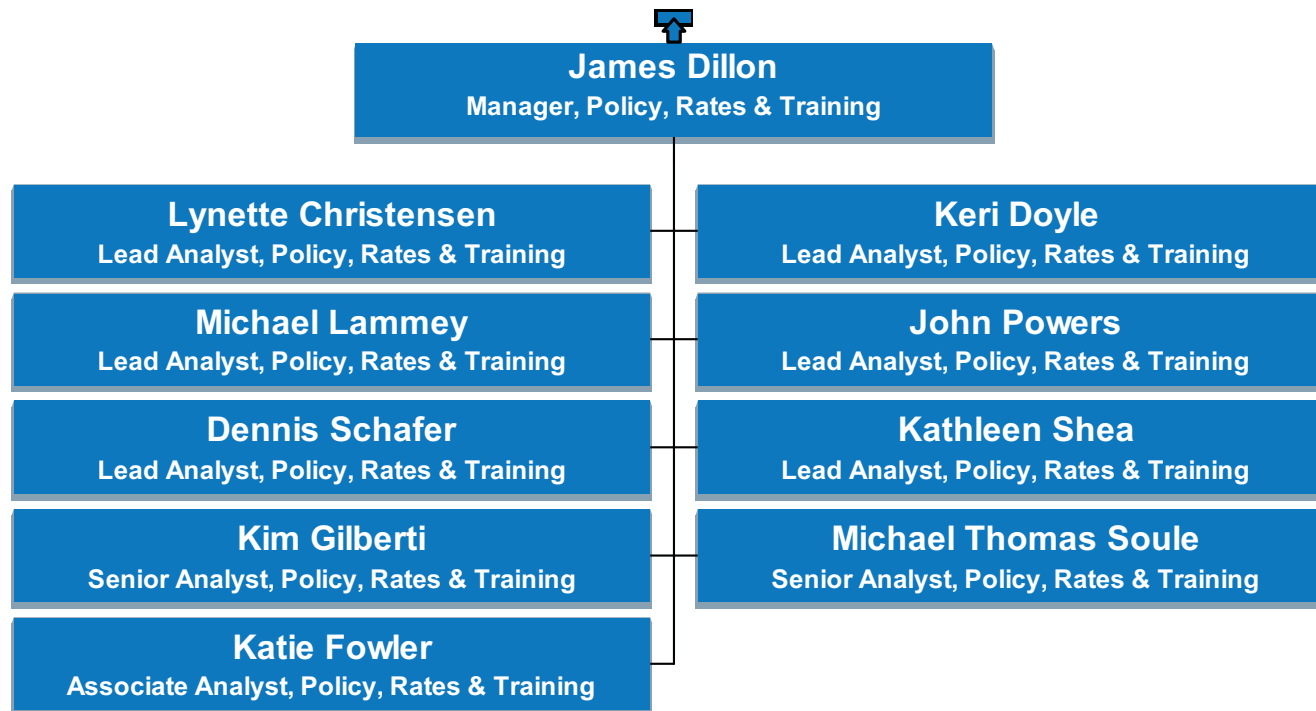 James Dillon
Manager, Policy, Rates & Training
Lynette Christensen
Lead Analyst, Policy, Rates & Training
Keri Doyle
Lead Analyst, Policy, Rates & Training
Michael Lammey
Lead Analyst, Policy, Rates & Training
John Powers
Lead Analyst, Policy, Rates & Training
Dennis Schafer
Lead Analyst, Policy, Rates & Training
Kathleen Shea
Lead Analyst, Policy, Rates & Training
Kim Gilberti
Senior Analyst, Policy, Rates & Training
Michael Thomas Soule
Senior Analyst, Policy, Rates & Training
Katie Fowler
Associate Analyst, Policy, Rates & Training